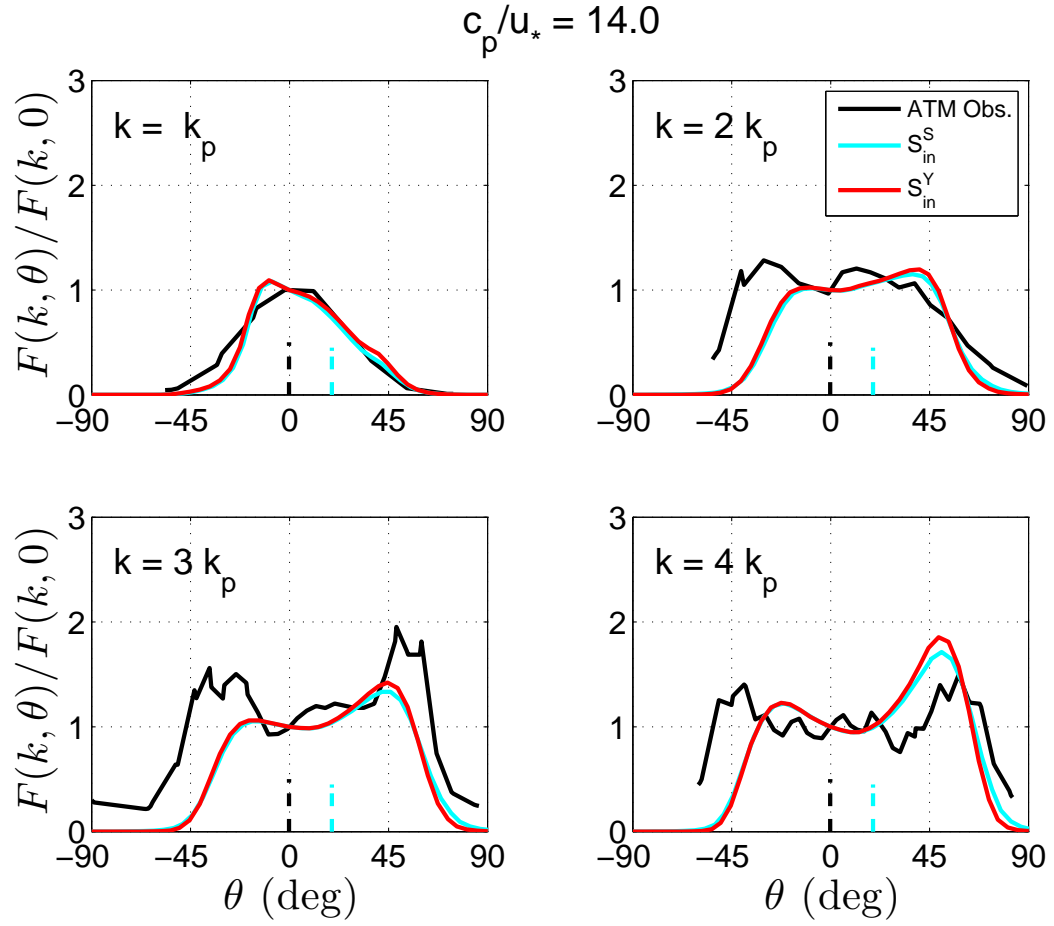 c_p/u_* = 14.0
F(k, θ)/F(k, 0)
3
2
1
0
k = k_p
−90 −45 0 45 90
3
2
1
0
k = 2 k_p
ATM Obs.
S_in^S
S_in^Y
−90 −45 0 45 90
F(k, θ)/F(k, 0)
3
2
1
0
k = 3 k_p
−90 −45 0 45 90
θ (deg)
3
2
1
0
k = 4 k_p
−90 −45 0 45 90
θ (deg)